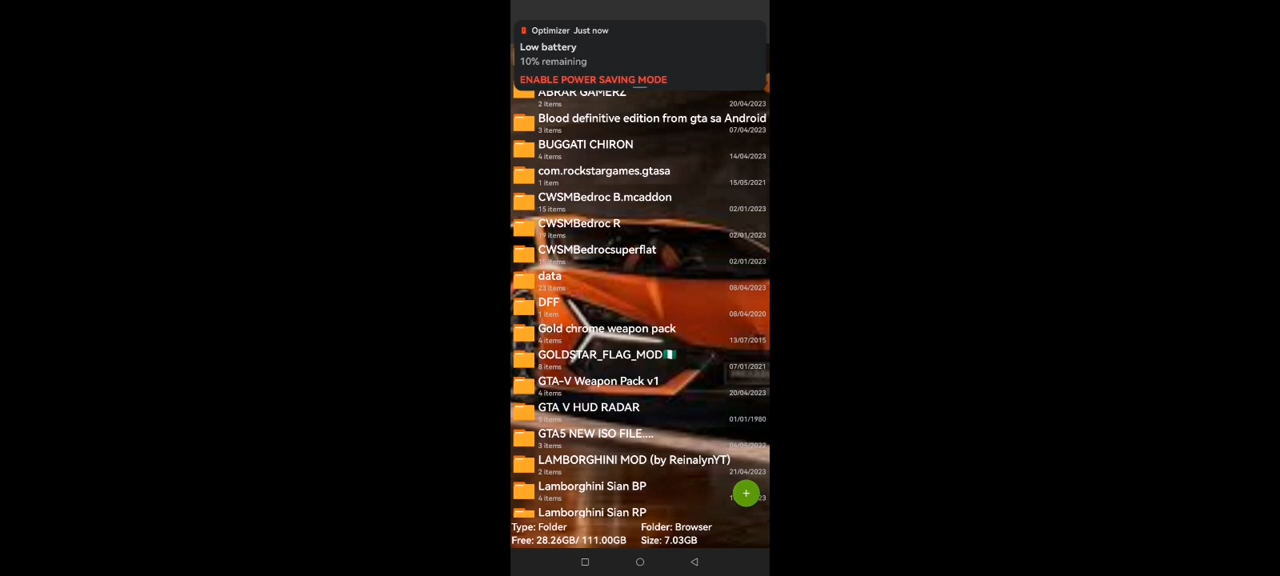 Optimizer Just now
Low battery
10% remaining
ENABLE POWER SAVING MODE
ABRAR GAMERZ
2 items 20/04/2023
Blood definitive edition from gta sa Android
3 items 07/04/2023
BUGGATI CHIRON
4 items 14/04/2023
com.rockstargames.gtasa
1 item 15/05/2021
CWSMBedroc B.mcaddon
15 items 02/01/2023
CWSMBedroc R
items 02/01/2023
CWSMBedrocsuperflat
items 02/01/2023
data
23 items 08/04/2023
DFF
1 item 08/04/2020
Gold chrome weapon pack
4 items 13/07/2015
GOLDSTAR_FLAG_MOD🇳🇬
8 items 07/01/2021
GTA-V Weapon Pack v1
4 items 20/04/2023
GTA V HUD RADAR
items 01/01/1980
GTA5 NEW ISO FILE....
3 items
LAMBORGHINI MOD (by ReinalynYT)
2 items 21/04/2023
Lamborghini Sian BP
4 items
Lamborghini Sian RP
Type: Folder Folder: Browser
Free: 28.26GB/ 111.00GB Size: 7.03GB